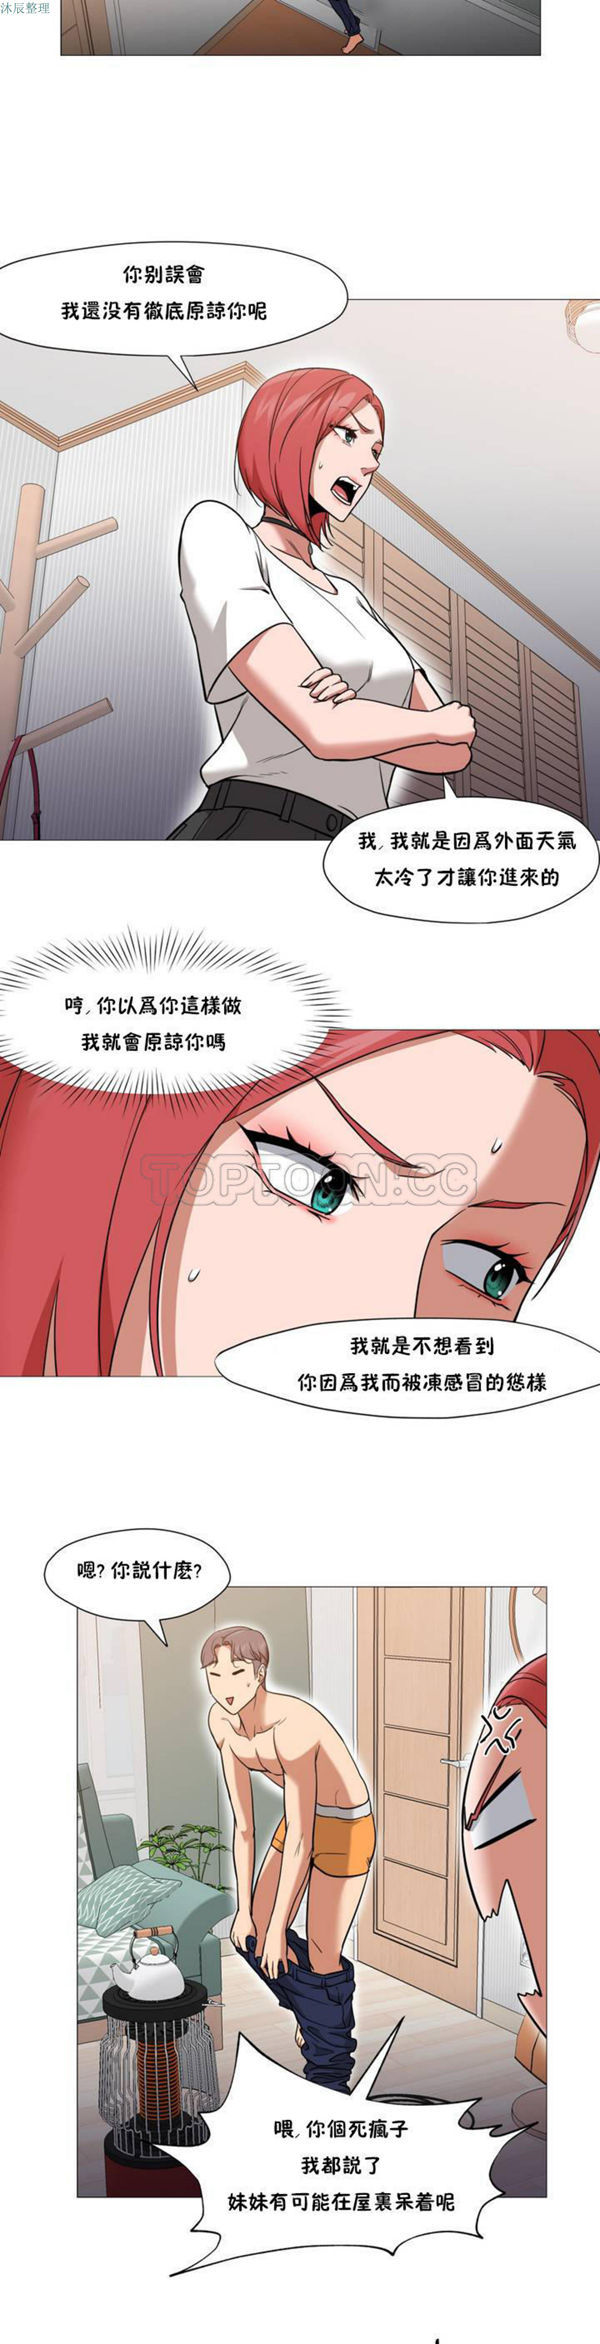 沐辰整理
你别誤會
我還没有徹底原諒你呢
我, 我就是因爲外面天氣
太冷了才讓你進來的
哼, 你以爲你這樣做
我就會原諒你嗎
TOPTOON.CC
我就是不想看到
你因爲我而被凍感冒的慫樣
嗯? 你説什麽?
喂, 你個死瘋子
我都說了
妹妹有可能在屋裏呆着呢